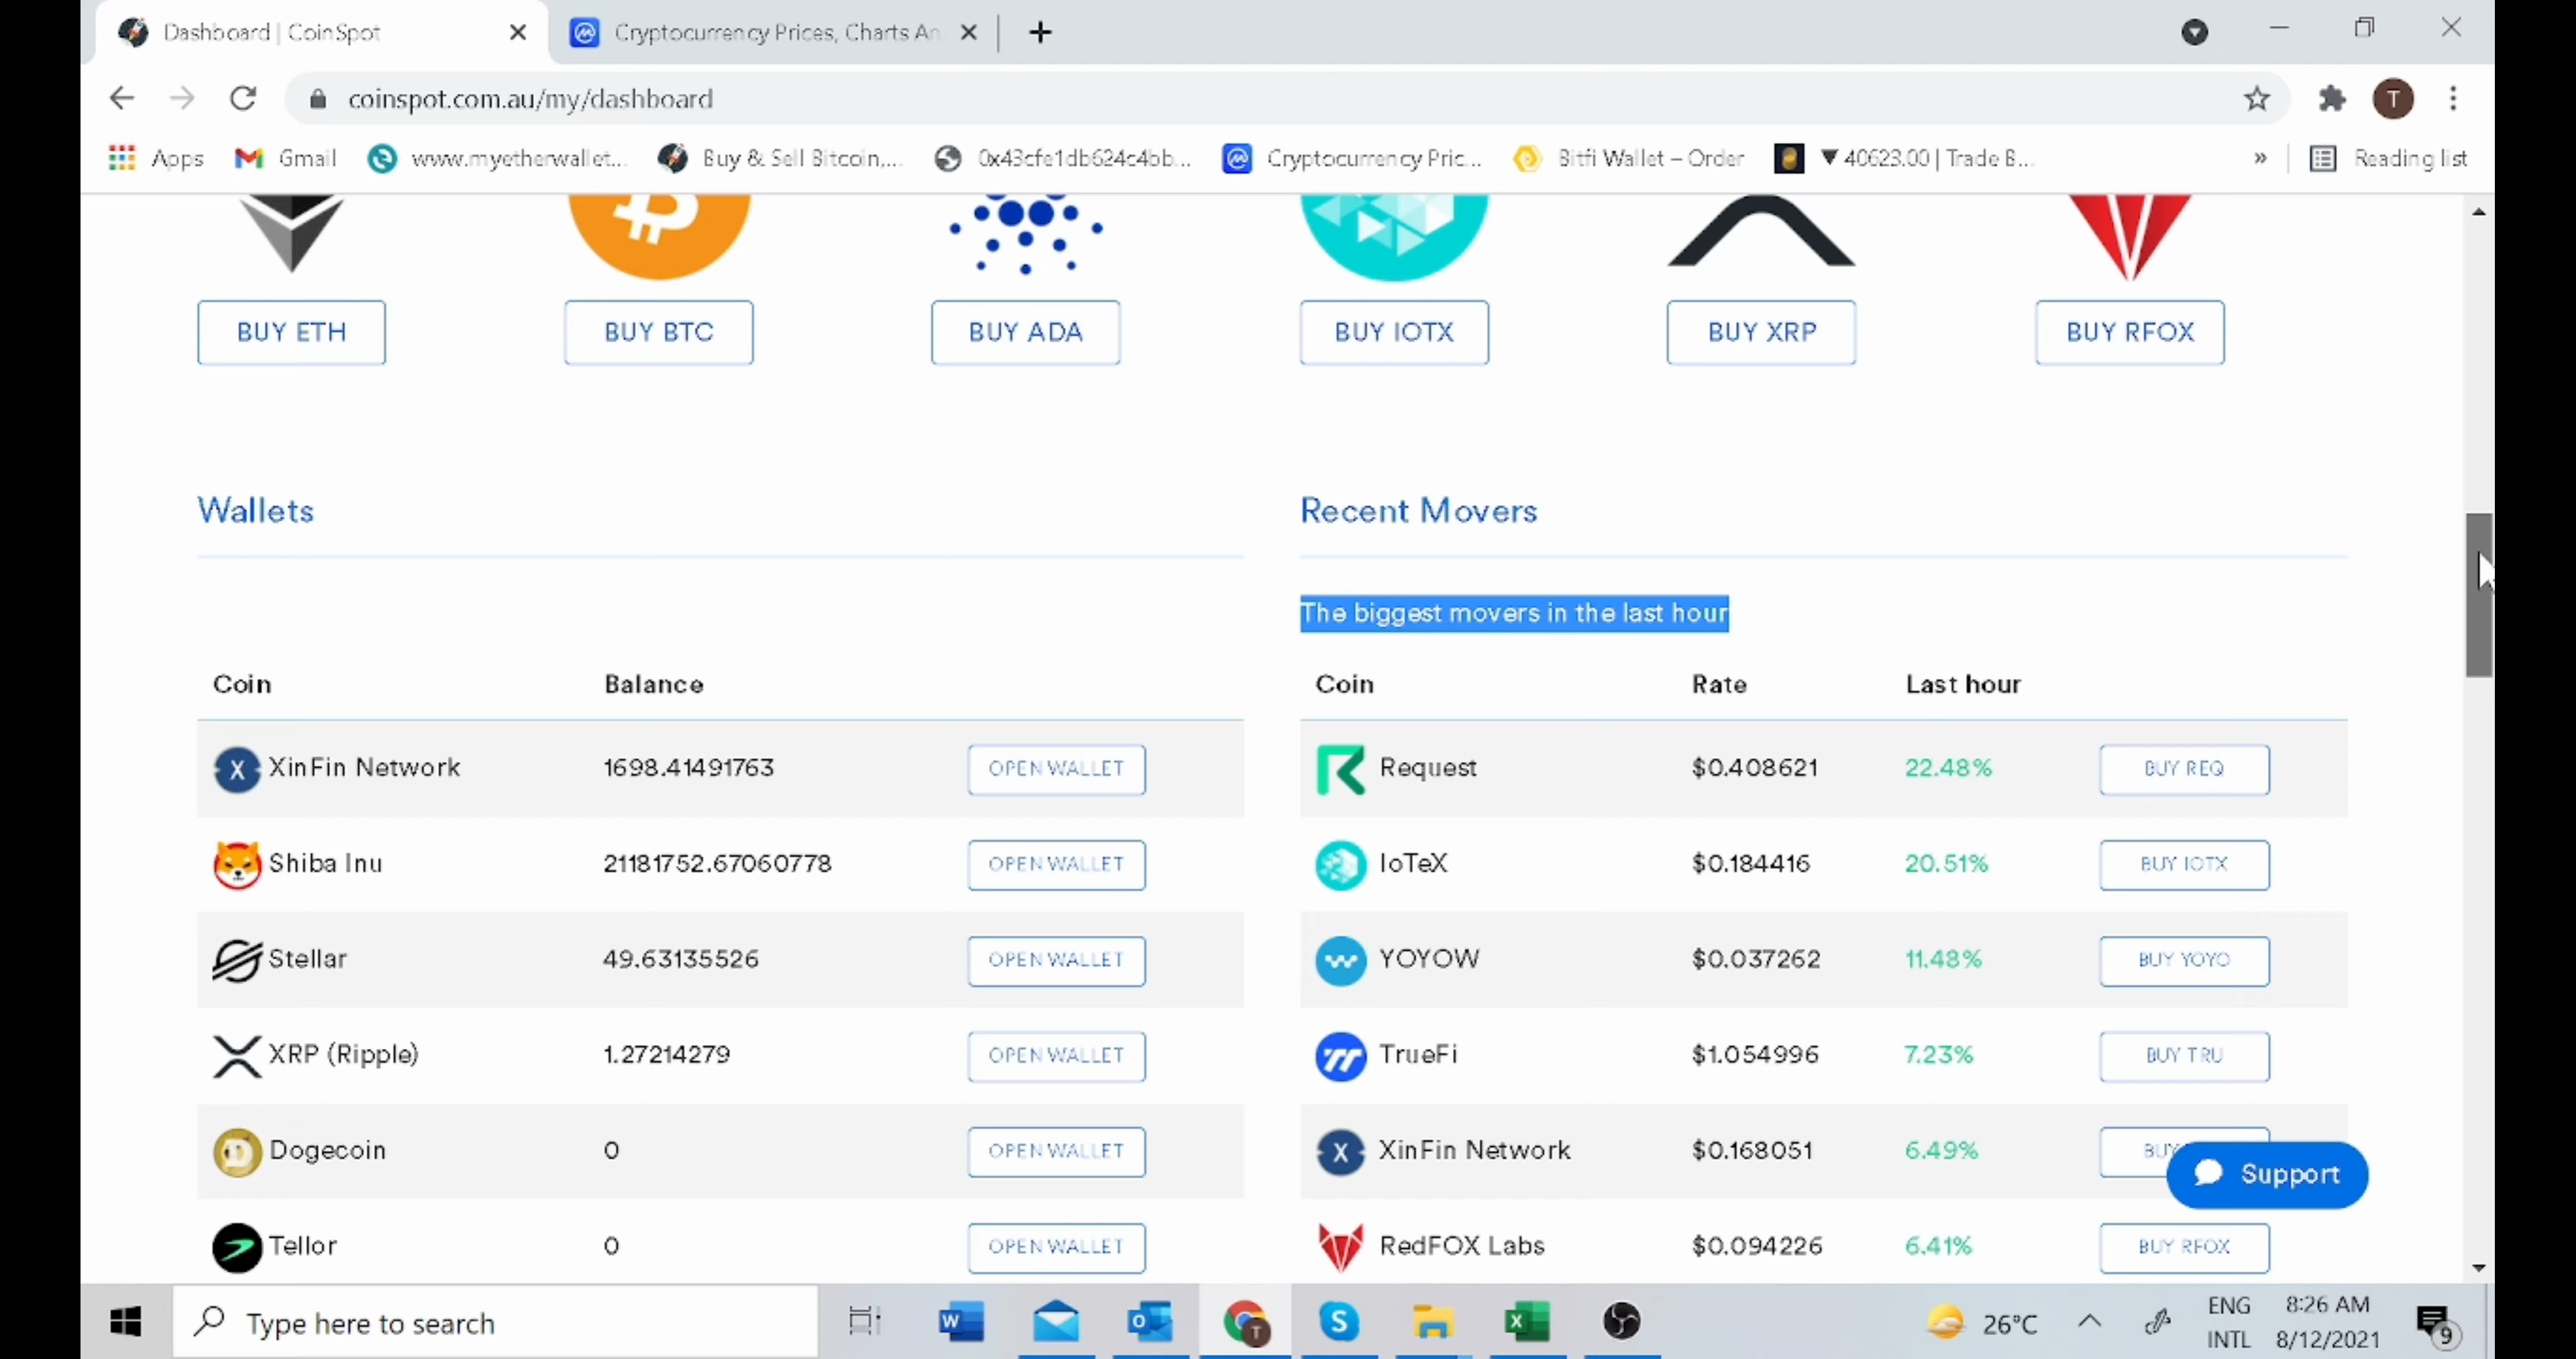 Dashboard | CoinSpot
Cryptocurrency Prices, Charts An
coinspot.com.au/my/dashboard
T
Apps
Gmail
www.myetherwallet...
Buy & Sell Bitcoin,...
0x43cfe1db624c4bb...
Cryptocurrency Pric...
Bitfi Wallet – Order
▼ 40623.00 | Trade B...
»
Reading list
BUY ETH
BUY BTC
BUY ADA
BUY IOTX
BUY XRP
BUY RFOX
Wallets
Coin Balance
XinFin Network 1698.41491763 OPEN WALLET
Shiba Inu 21181752.67060778 OPEN WALLET
Stellar 49.63135526 OPEN WALLET
XRP (Ripple) 1.27214279 OPEN WALLET
Dogecoin 0 OPEN WALLET
Tellor 0 OPEN WALLET
Recent Movers
The biggest movers in the last hour
Coin Rate Last hour
Request $0.408621 22.48% BUY REQ
IoTeX $0.184416 20.51% BUY IOTX
YOYOW $0.037262 11.48% BUY YOYO
TrueFi $1.054996 7.23% BUY TRU
XinFin Network $0.168051 6.49% BUY
RedFOX Labs $0.094226 6.41% BUY RFOX
Support
Type here to search
26°C
ENG
INTL
8:26 AM
8/12/2021
9